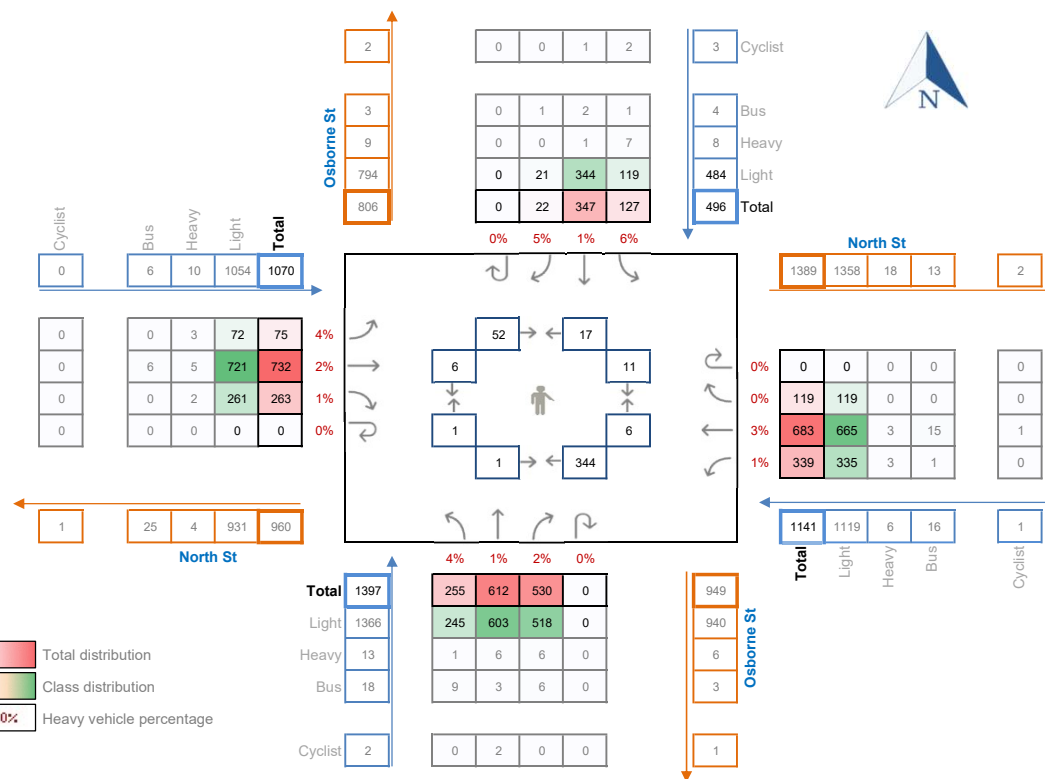 2 0 0 1 2 3 Cyclist
3 0 1 2 1 4 Bus
9 0 0 1 7 8 Heavy
794 0 21 344 119 484 Light
806 0 22 347 127 496 Total
Osborne St
N
0% 5% 1% 6%
Cyclist Bus Heavy Light Total
0 6 10 1054 1070
North St
1389 1358 18 13 2
0 0 3 72 75 4%
0 6 5 721 732 2%
0 0 2 261 263 1%
0 0 0 0 0 0%
52 17
6 11
1 6
1 344
0% 0 0 0 0 0
0% 119 119 0 0 0
3% 683 665 3 15 1
1% 339 335 3 1 0
1 25 4 931 960
North St
1141 1119 6 16 1
Total Light Heavy Bus Cyclist
4% 1% 2% 0%
Total 1397 255 612 530 0 949
Light 1366 245 603 518 0 940
Heavy 13 1 6 6 0 6
Bus 18 9 3 6 0 3
Cyclist 2 0 2 0 0 1
Osborne St
Total distribution
Class distribution
0% Heavy vehicle percentage